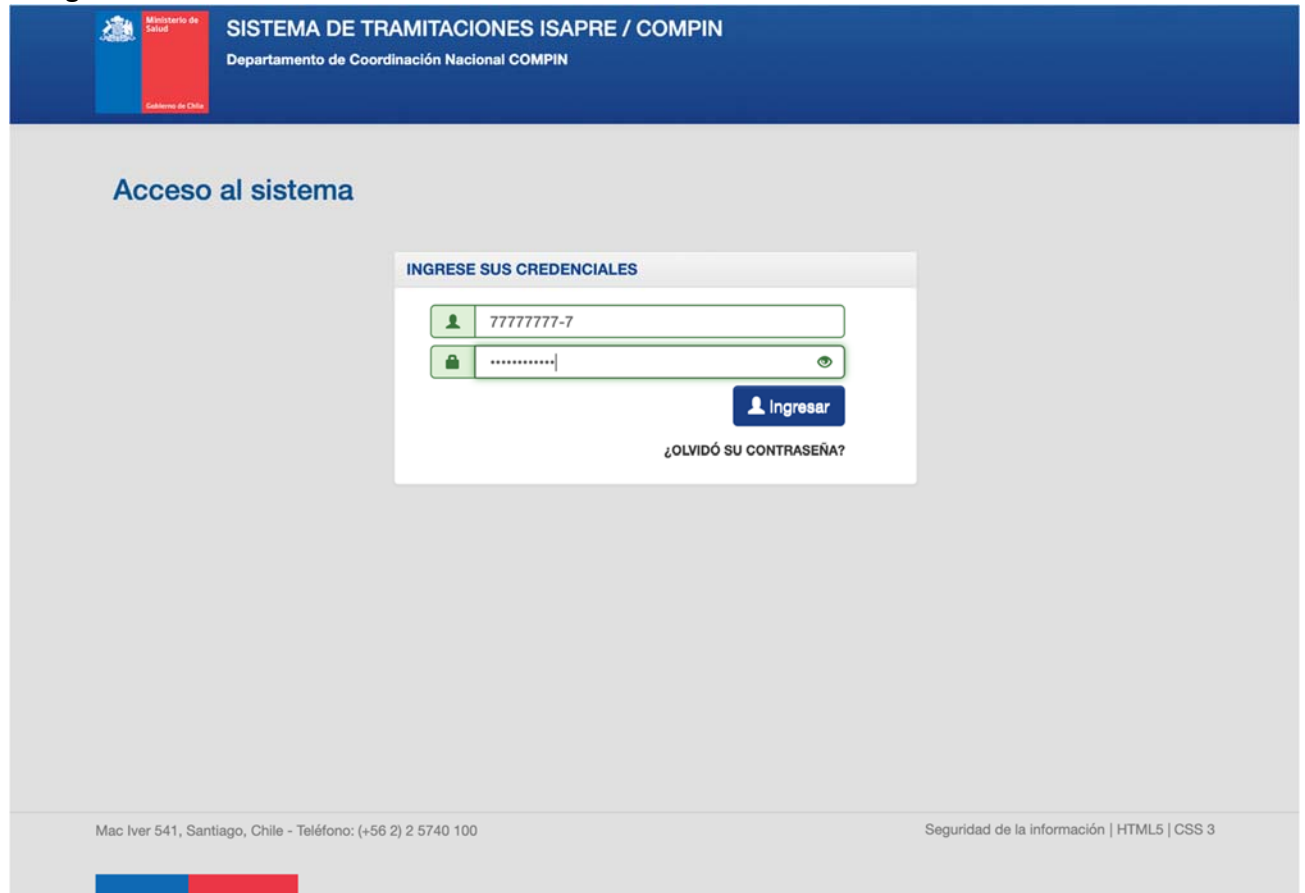 Ministerio de
Salud
Gobierno de Chile
SISTEMA DE TRAMITACIONES ISAPRE / COMPIN
Departamento de Coordinación Nacional COMPIN
Acceso al sistema
INGRESE SUS CREDENCIALES
77777777-7
••••••••••••
Ingresar
¿OLVIDÓ SU CONTRASEÑA?
Mac Iver 541, Santiago, Chile - Teléfono: (+56 2) 2 5740 100
Seguridad de la información | HTML5 | CSS 3